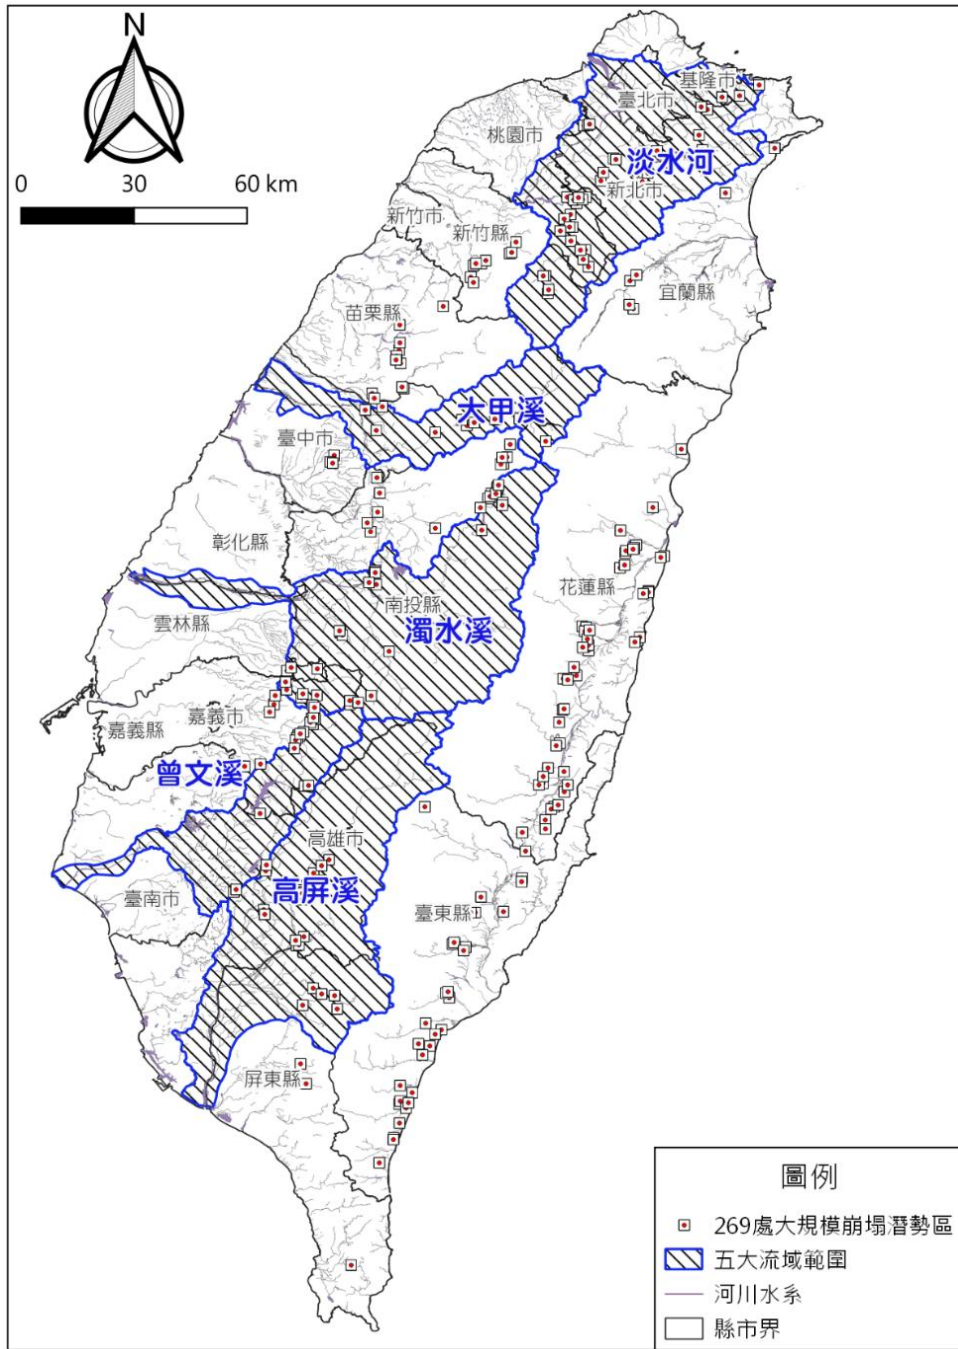 N
0 30 60 km
基隆市
臺北市
桃園市
淡水河
新北市
新竹市
新竹縣
宜蘭縣
苗栗縣
大甲溪
臺中市
彰化縣
花蓮縣
南投縣
雲林縣
濁水溪
嘉義市
嘉義縣
曾文溪
高雄市
高屏溪
臺南市
臺東縣
屏東縣
圖例
269處大規模崩塌潛勢區
五大流域範圍
河川水系
縣市界